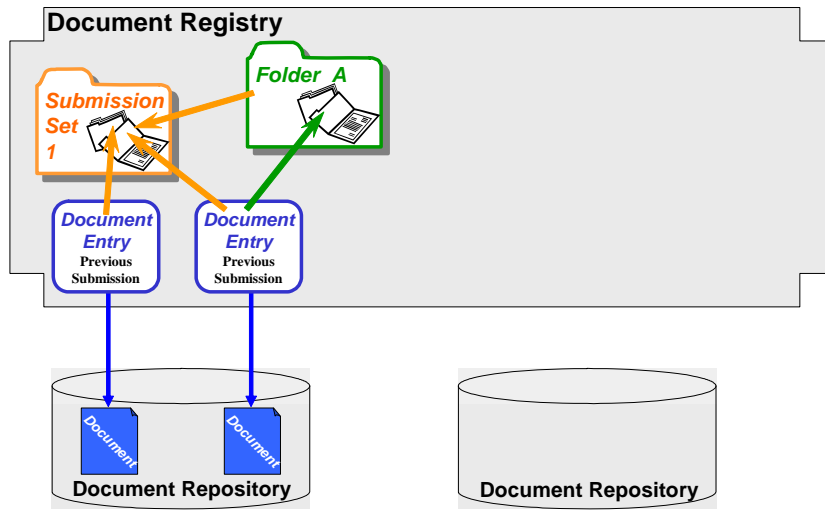 Document Registry
Folder A
Submission
Set
1
Document
Entry
Previous
Submission
Document
Entry
Previous
Submission
Document
Document
Document Repository
Document Repository